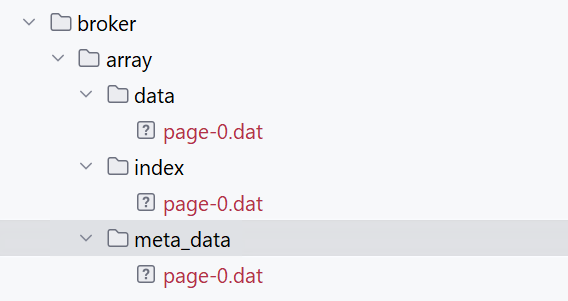 broker
array
data
page-0.dat
index
page-0.dat
meta_data
page-0.dat